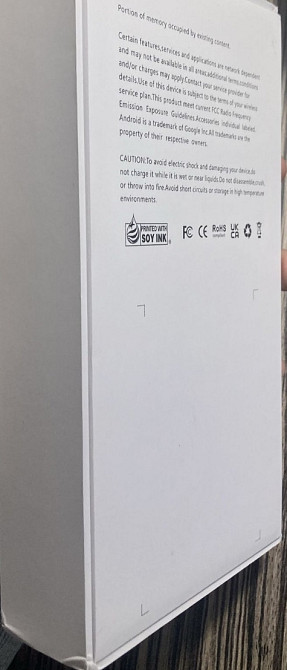 Portion of memory occupied by existing content.
Certain features,services and applications are network dependent
and may not be available in all areas;additional terms,conditions
and/or charges may apply.Contact your service provider for
details.Use of this device is subject to the terms of your wireless
service plan.This product meet current FCC Radio Frequency
Emission Exposure Guidelines.Accessories individual labeled.
Android is a trademark of Google Inc.All trademarks are the
property of their respective owners.
CAUTION:To avoid electric shock and damaging your device,do
not charge it while it is wet or near liquids.Do not disassemble,crush,
or throw into fire.Avoid short circuits or storage in high temperature
environments.
PRINTED WITH
SOY INK ®
FC CE RoHS UK
CA